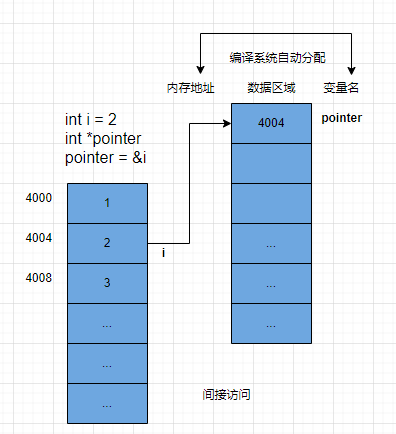 编译系统自动分配
内存地址 数据区域 变量名
int i = 2
int *pointer
pointer = &i
4004 pointer
4000 1
4004 2 ...
i
4008 3 ...
... ...
...
...
间接访问